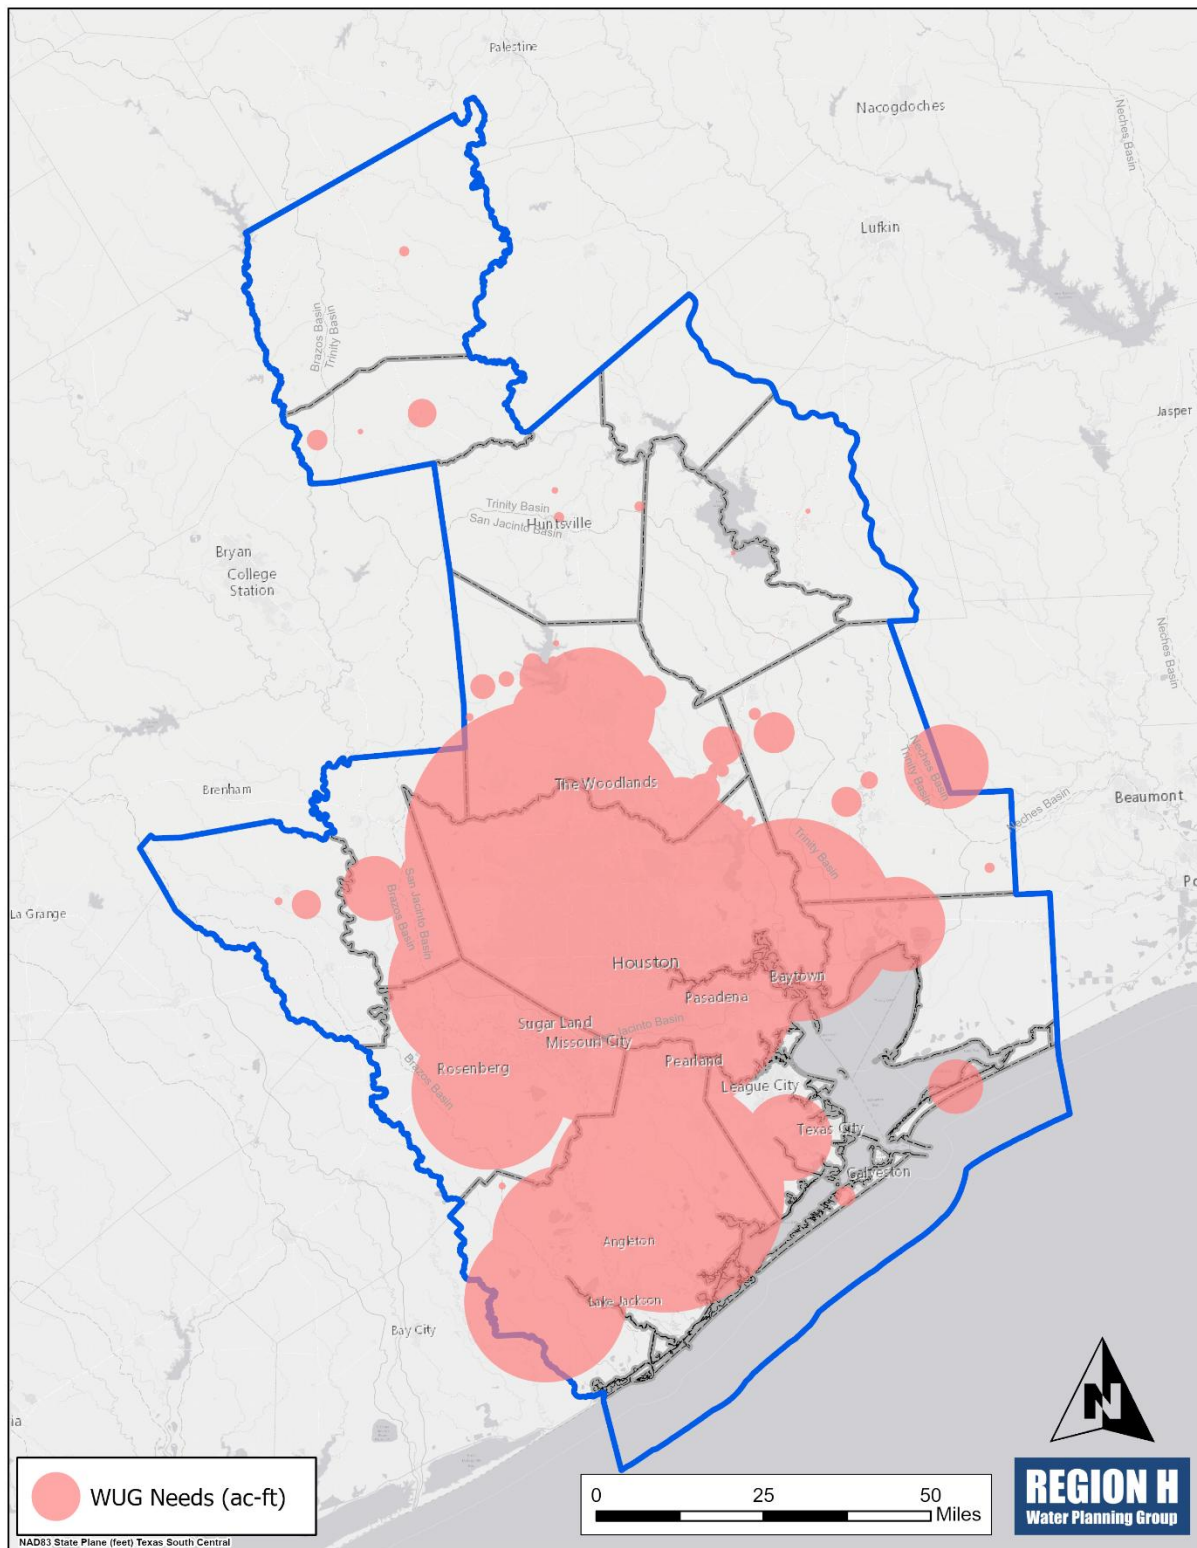 Palestine
Nacogdoches
Neches Basin
Lufkin
Brazos Basin
Trinity Basin
Jasper
Trinity Basin
Huntsville
San Jacinto Basin
Bryan
College
Station
Neches Basin
The Woodlands
Neches Basin
Trinity Basin
Brenham
Beaumont
Neches Basin
Trinity Basin
La Grange
San Jacinto Basin
Brazos Basin
Po
Houston
Baytown
Pasadena
Sugar Land
Jacinto Basin
Missouri City
Rosenberg
Pearland
Brazos Basin
League City
Texas City
Galveston
Angleton
Lake Jackson
Bay City
ia
WUG Needs (ac-ft)
0 25 50
Miles
N
REGION H
Water Planning Group
NAD83 State Plane (feet) Texas South Central